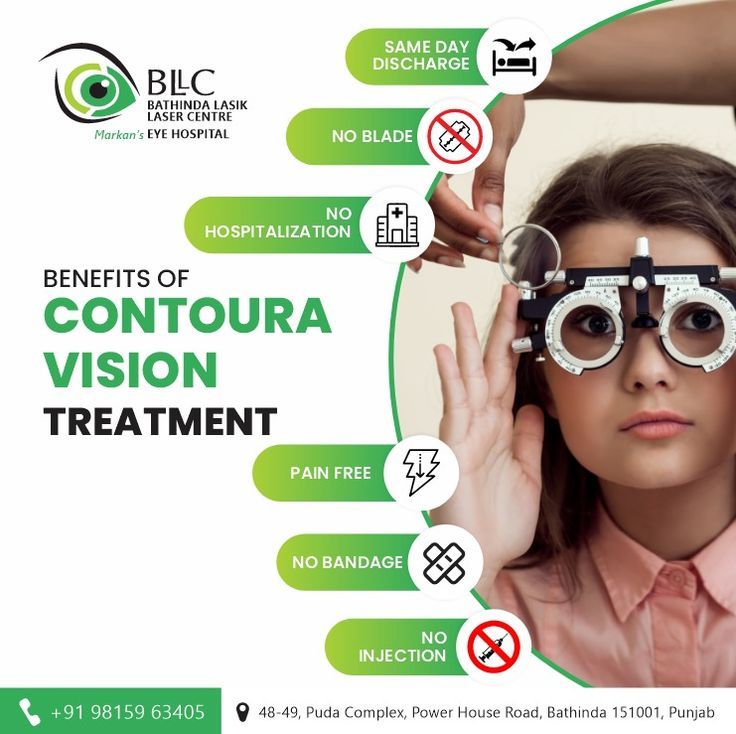 BLLC
BATHINDA LASIK
LASER CENTRE
Markan's EYE HOSPITAL
SAME DAY
DISCHARGE
NO BLADE
NO
HOSPITALIZATION
BENEFITS OF
CONTOURA
VISION
TREATMENT
PAIN FREE
NO BANDAGE
NO
INJECTION
+91 98159 63405
48-49, Puda Complex, Power House Road, Bathinda 151001, Punjab